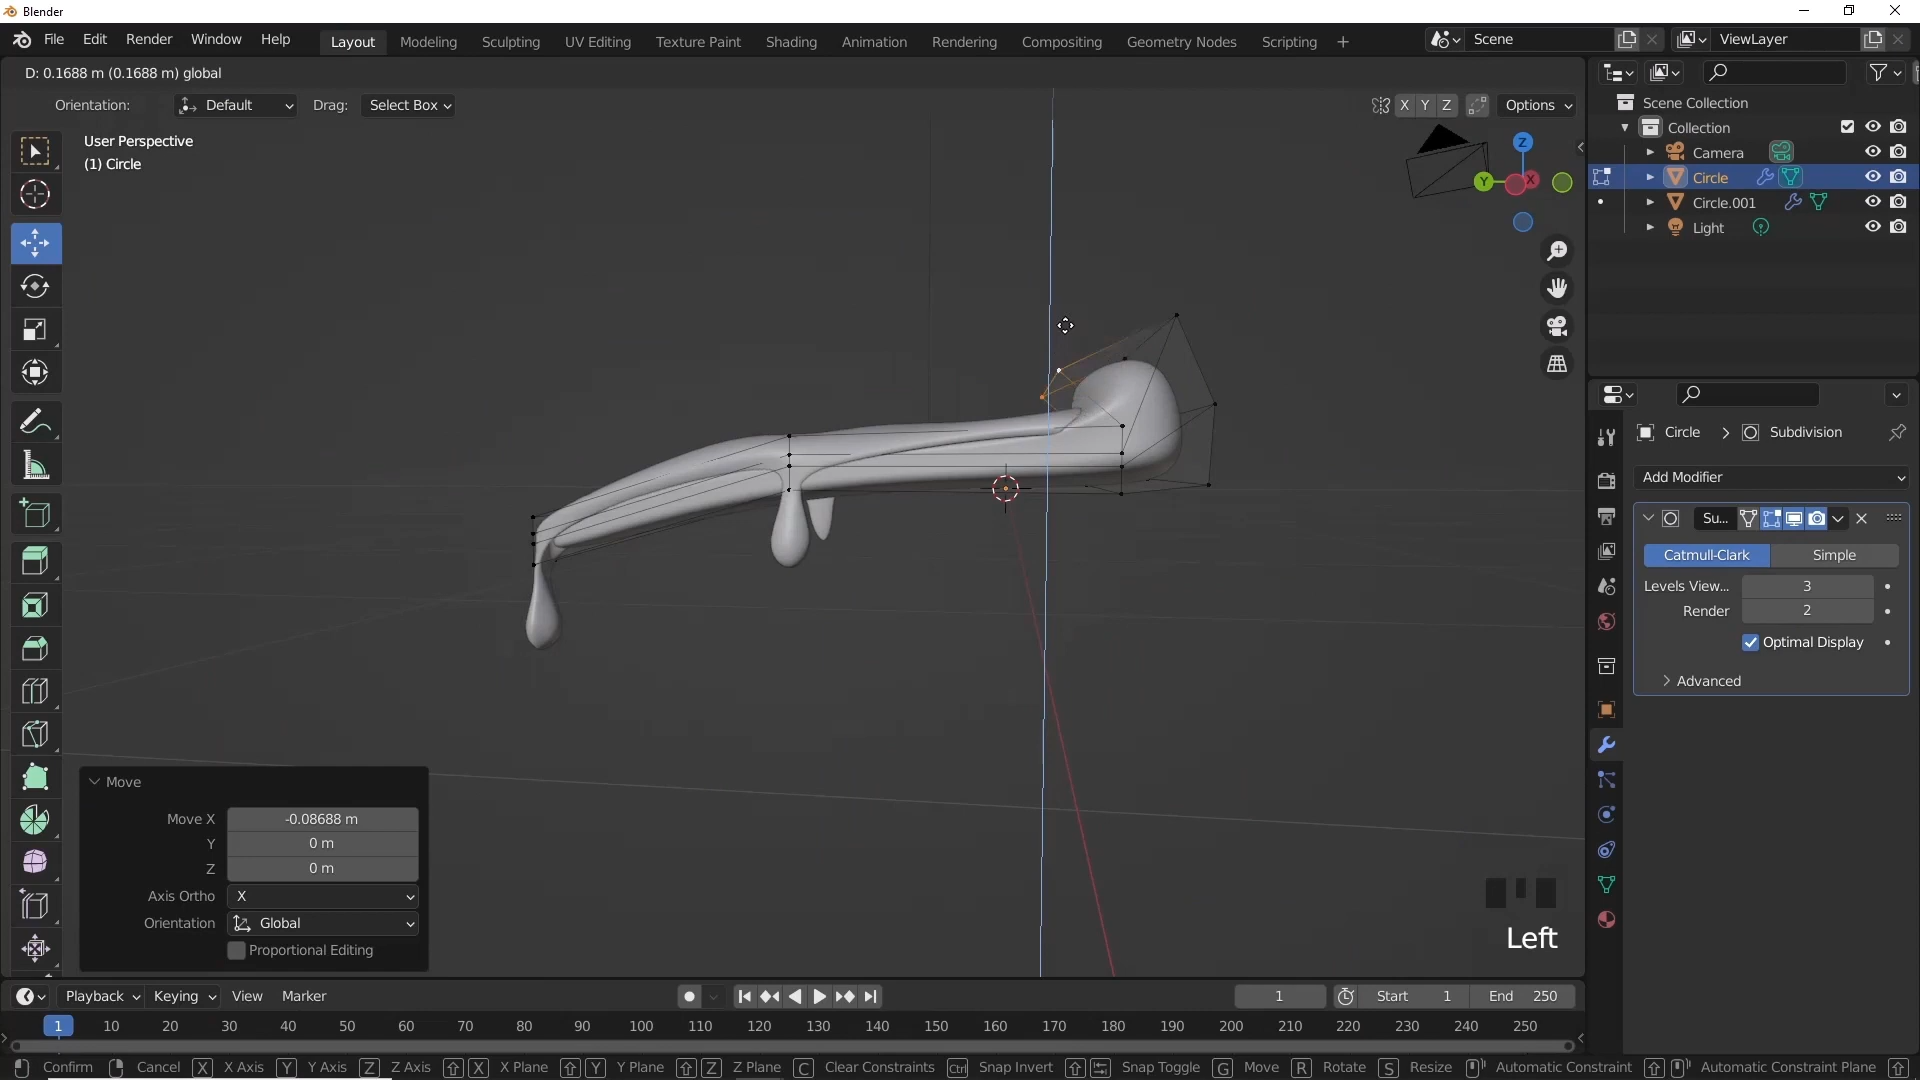 Blender
File Edit Render Window Help Layout Modeling Sculpting UV Editing Texture Paint Shading Animation Rendering Compositing Geometry Nodes Scripting + Scene ViewLayer
D: 0.1688 m (0.1688 m) global
Orientation: Default Drag: Select Box X Y Z Options
User Perspective
(1) Circle
Z
Y X
Scene Collection
Collection
Camera
Circle
Circle.001
Light
Circle > Subdivision
Add Modifier
Su...
Catmull-Clark Simple
Levels View... 3
Render 2
Optimal Display
Advanced
Move
Move X -0.08688 m
Y 0 m
Z 0 m
Axis Ortho X
Orientation Global
Proportional Editing
Left
Playback Keying View Marker 1 Start 1 End 250
1 10 20 30 40 50 60 70 80 90 100 110 120 130 140 150 160 170 180 190 200 210 220 230 240 250
Confirm Cancel X X Axis Y Y Axis Z Z Axis X X Plane Y Y Plane Z Z Plane C Clear Constraints Ctrl Snap Invert Snap Toggle G Move R Rotate S Resize Automatic Constraint Automatic Constraint Plane